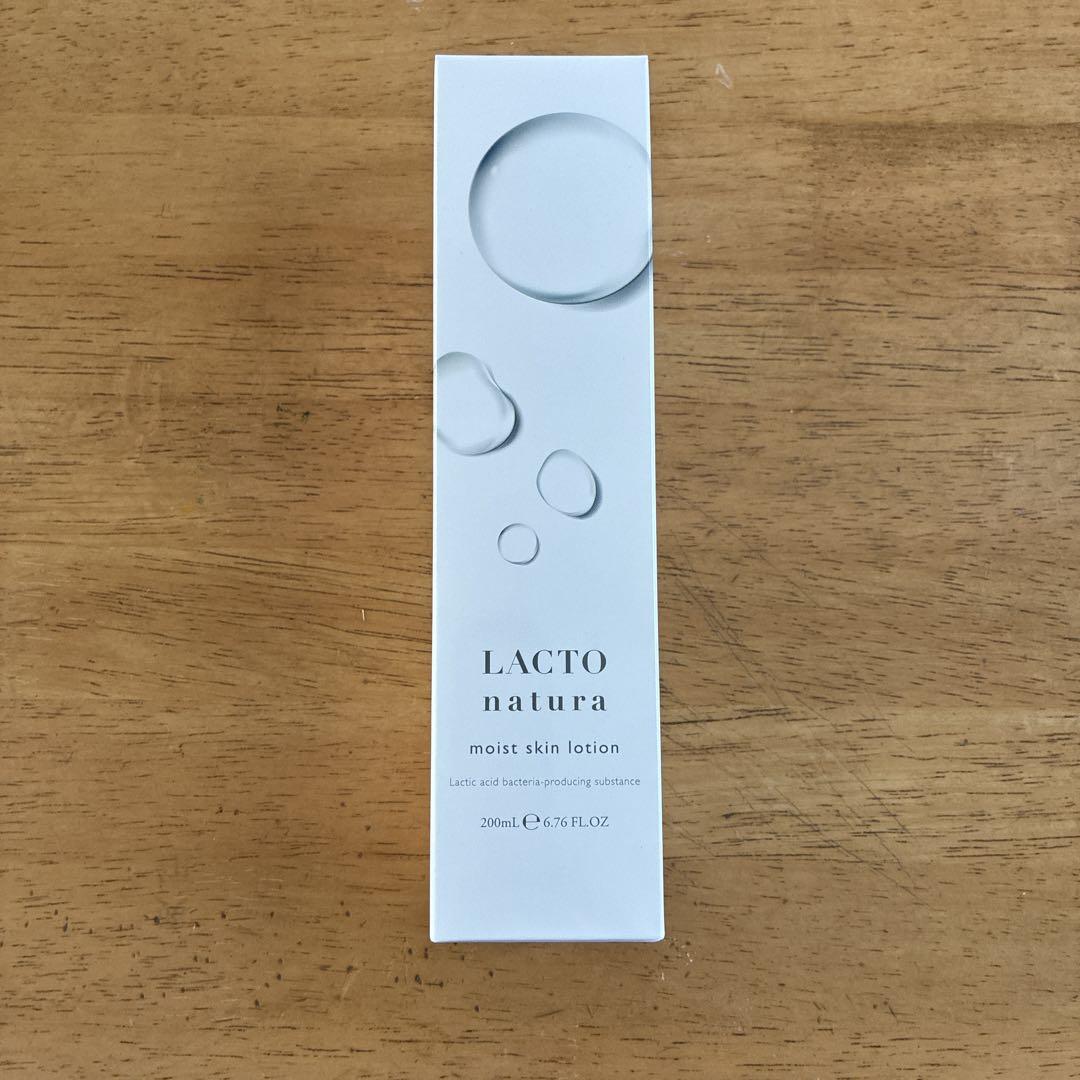 LACTO
natura
moist skin lotion
Lactic acid bacteria-producing substance
200mL ℮ 6.76 FL.OZ